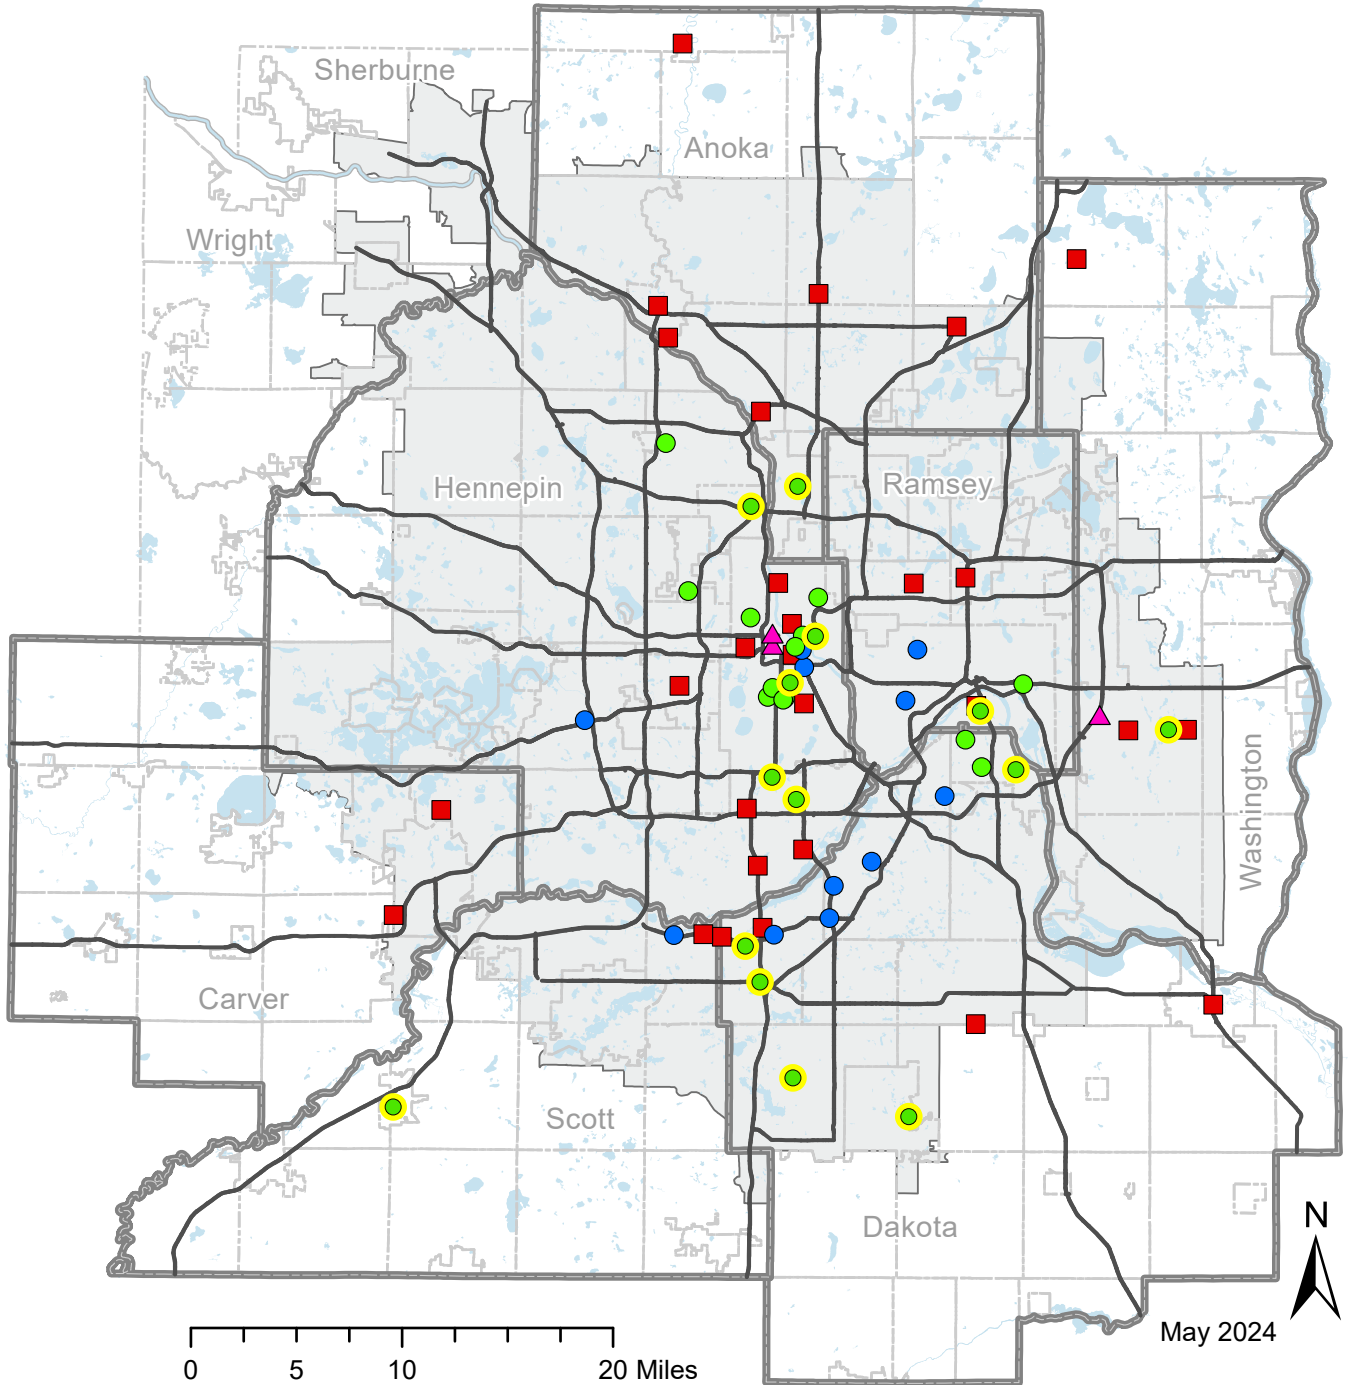 Sherburne
Anoka
Wright
Hennepin
Ramsey
Washington
Carver
Scott
Dakota
N
May 2024
0 5 10 20 Miles